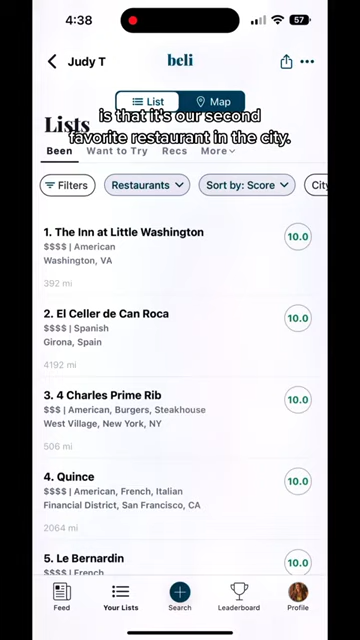 4:38
57
Judy T
beli
List
Map
is that it's our second
Lists
favorite restaurant in the city.
Been
Want to Try
Recs
More
Filters
Restaurants
Sort by: Score
City
1. The Inn at Little Washington
10.0
$$$$ | American
Washington, VA
392 mi
2. El Celler de Can Roca
10.0
$$$$ | Spanish
Girona, Spain
4192 mi
3. 4 Charles Prime Rib
10.0
$$$ | American, Burgers, Steakhouse
West Village, New York, NY
506 mi
4. Quince
10.0
$$$$ | American, French, Italian
Financial District, San Francisco, CA
2064 mi
5. Le Bernardin
10.0
$$$$ | French
Feed
Your Lists
Search
Leaderboard
Profile